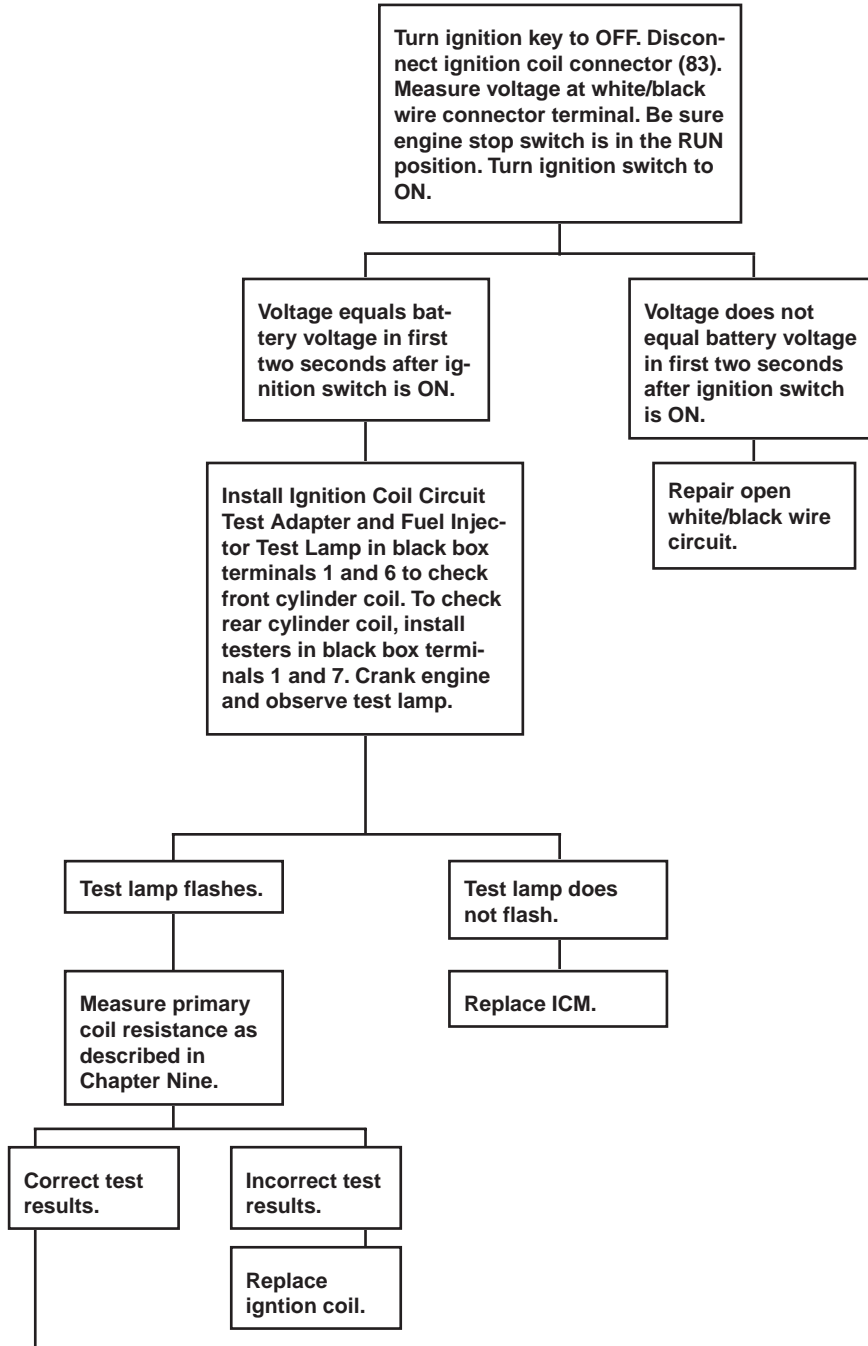 Turn ignition key to OFF. Discon-
nect ignition coil connector (83).
Measure voltage at white/black
wire connector terminal. Be sure
engine stop switch is in the RUN
position. Turn ignition switch to
ON.
Voltage equals bat-
tery voltage in first
two seconds after ig-
nition switch is ON.
Voltage does not
equal battery voltage
in first two seconds
after ignition switch
is ON.
Install Ignition Coil Circuit
Test Adapter and Fuel Injec-
tor Test Lamp in black box
terminals 1 and 6 to check
front cylinder coil. To check
rear cylinder coil, install
testers in black box termi-
nals 1 and 7. Crank engine
and observe test lamp.
Repair open
white/black wire
circuit.
Test lamp flashes.
Test lamp does
not flash.
Measure primary
coil resistance as
described in
Chapter Nine.
Replace ICM.
Correct test
results.
Incorrect test
results.
Replace
igntion coil.